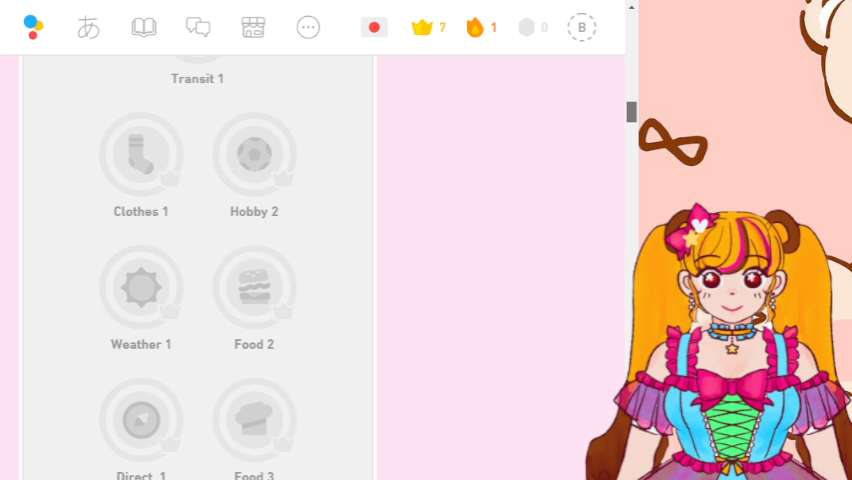 あ
7
1
0
B
Transit 1
Clothes 1
Hobby 2
Weather 1
Food 2
Direct. 1
Food 3